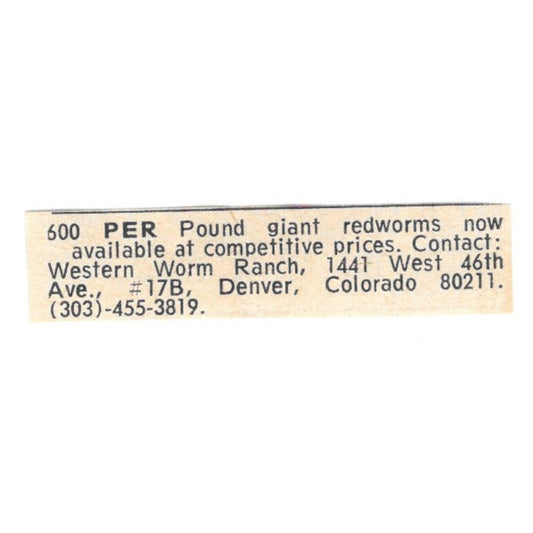 600 PER Pound giant redworms now
available at competitive prices. Contact:
Western Worm Ranch, 1441 West 46th
Ave., #17B, Denver, Colorado 80211.
(303)-455-3819.